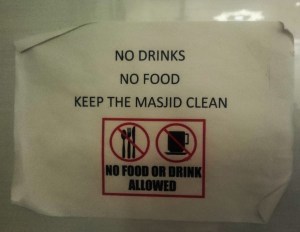 NO DRINKS
NO FOOD
KEEP THE MASJID CLEAN
NO FOOD OR DRINK
ALLOWED